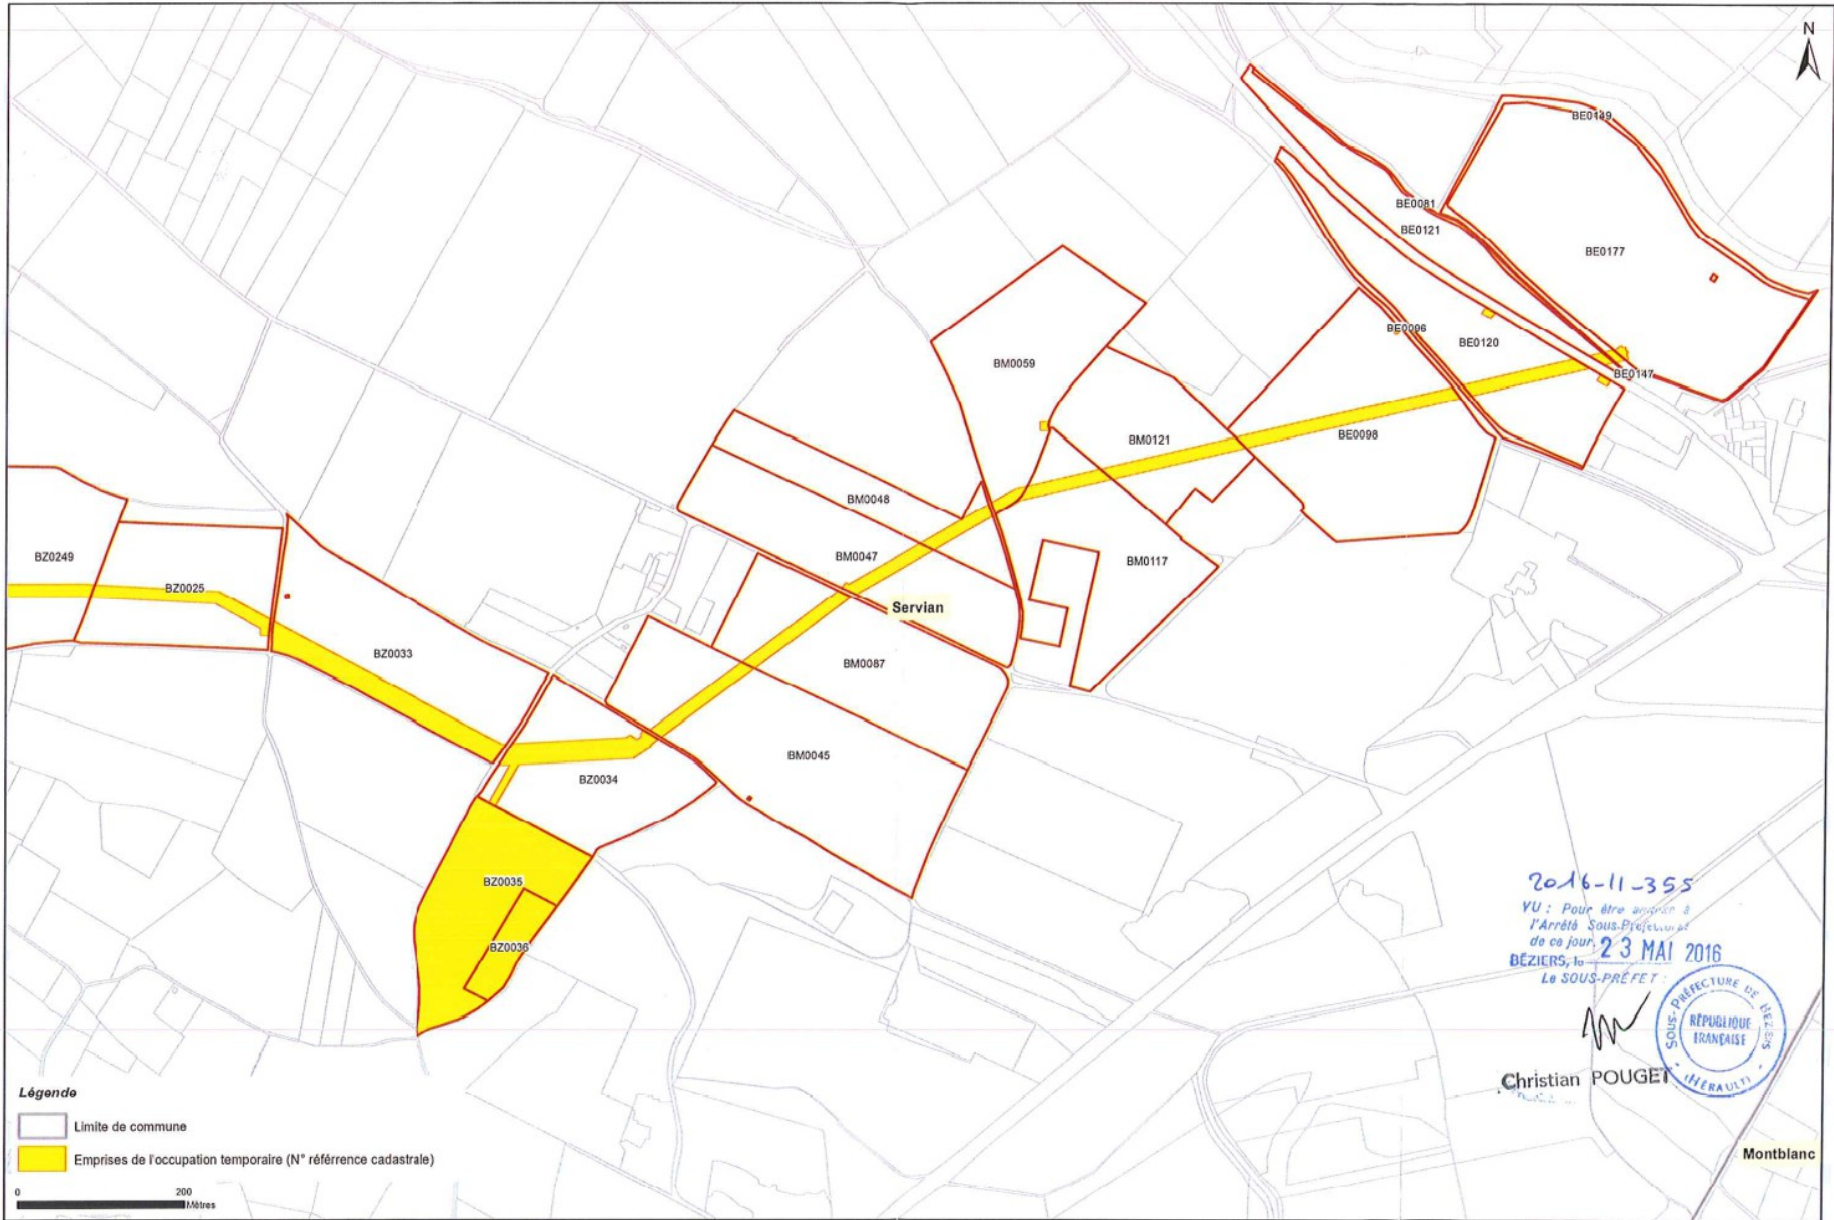 N
BE0149
BE0081
BE0121
BE0177
BE0096
BE0120
BE0147
BM0059
BM0121
BE0098
BM0048
BM0047
BM0117
BZ0249
BZ0025
Servian
BZ0033
BM0087
BM0045
BZ0034
BZ0035
BZ0036
2016-11-355
VU : Pour être à
l'Arrêté Sous-Préfectoral
de ce jour
BÉZIERS, le 23 MAI 2016
Le SOUS-PRÉFET :
SOUS-PRÉFECTURE DE BÉZIERS
RÉPUBLIQUE
FRANÇAISE
(HÉRAULT)
Christian POUGET
Montblanc
Légende
Limite de commune
Emprises de l'occupation temporaire (N° référrence cadastrale)
0 200
Mètres